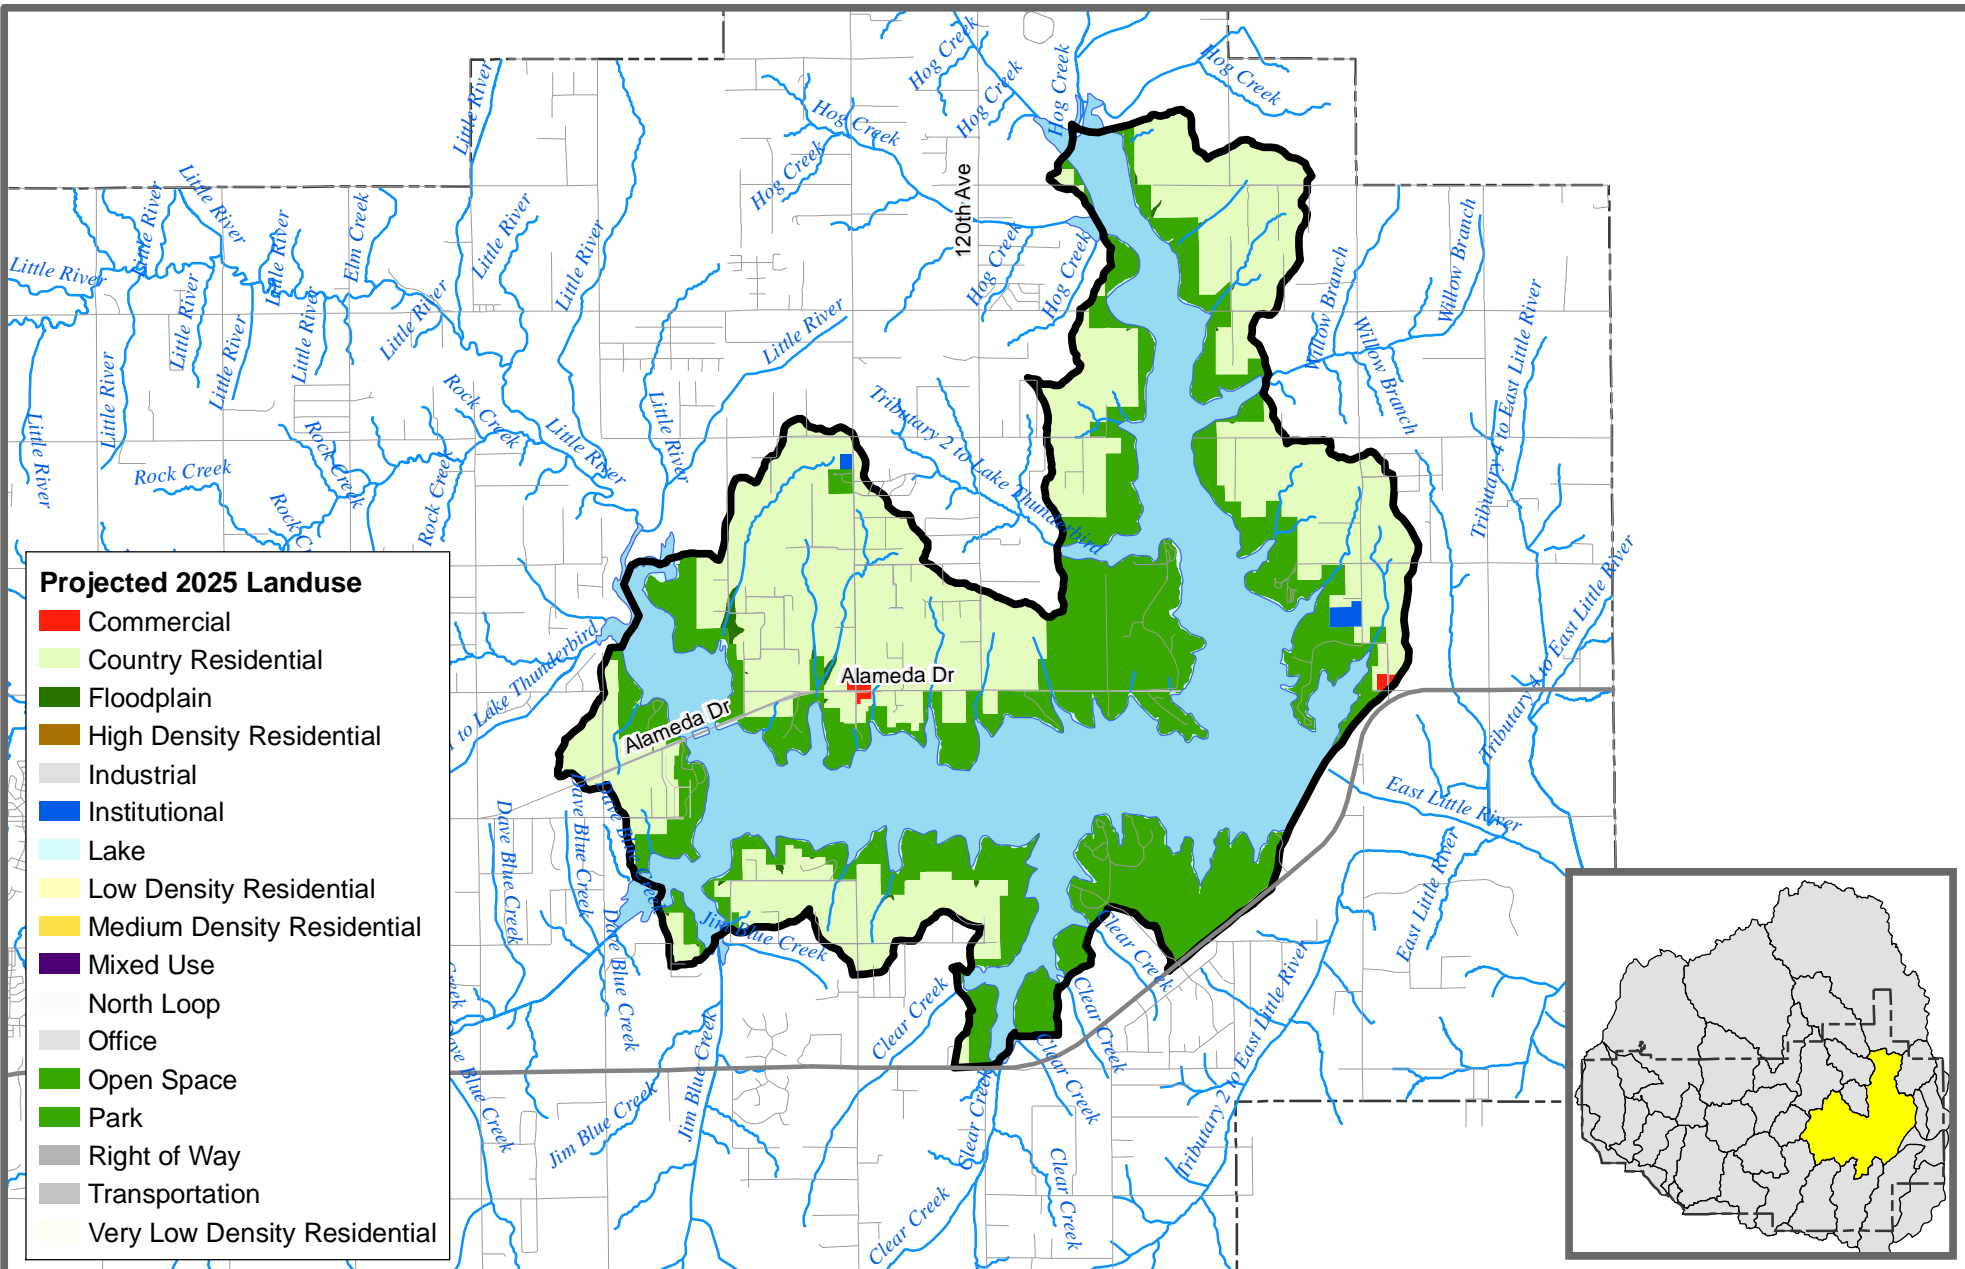 Hog Creek
Hog Creek
Hog Creek
Hog Creek
Little River
Hog Creek
Hog Creek
120th Ave
Little River
Little River
Little River
Elm Creek
Little River
Little River
Little River
Hog Creek
Hog Creek
Willow Branch
Willow Branch
Willow Branch
Little River
Little River
Little River
Little River
Little River
Little River
Little River
Little River
Tributary 4 to East Little River
Rock Creek
Little River
Little River
Tributary 2 to Lake Thunderbird
Little River
Rock Creek
Rock Creek
Rock Creek
Tributary 4 to East Little River
Alameda Dr
Alameda Dr
to Lake Thunderbird
Projected 2025 Landuse
Commercial
Country Residential
Floodplain
High Density Residential
Industrial
Institutional
Lake
Low Density Residential
Medium Density Residential
Mixed Use
North Loop
Office
Open Space
Park
Right of Way
Transportation
Very Low Density Residential
Dave Blue Creek
Dave Blue Creek
Dave Blue Creek
Dave Blue Creek
East Little River
East Little River
Jim Blue Creek
Clear Creek
Clear Creek
Clear Creek
Clear Creek
Creek
Dave Blue Creek
Jim Blue Creek
Jim Blue Creek
Clear Creek
Clear Creek
Clear Creek
Tributary 2 to East Little River